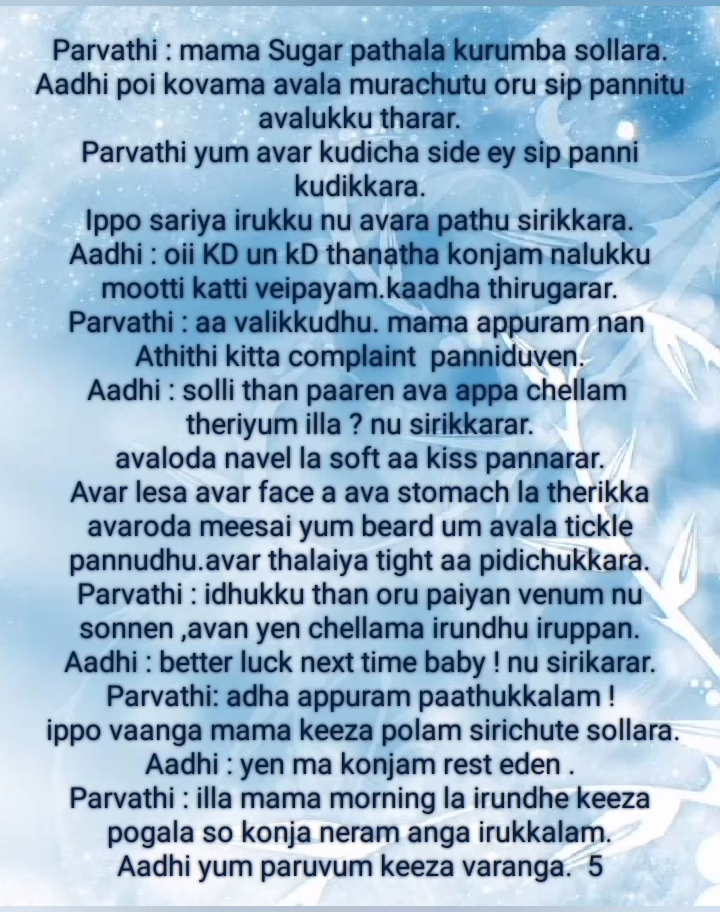 Parvathi : mama Sugar pathala kurumba sollara.
Aadhi poi kovama avala murachutu oru sip pannitu
avalukku tharar.
Parvathi yum avar kudicha side ey sip panni
kudikkara.
Ippo sariya irukku nu avara pathu sirikkara.
Aadhi : oii KD un kD thanatha konjam nalukku
mootti katti veipayam.kaadha thirugarar.
Parvathi : aa valikkudhu. mama appuram nan
Athithi kitta complaint  panniduven.
Aadhi : solli than paaren ava appa chellam
theriyum illa ? nu sirikkarar.
avaloda navel la soft aa kiss pannarar.
Avar lesa avar face a ava stomach la therikka
avaroda meesai yum beard um avala tickle
pannudhu.avar thalaiya tight aa pidichukkara.
Parvathi : idhukku than oru paiyan venum nu
sonnen ,avan yen chellama irundhu iruppan.
Aadhi : better luck next time baby ! nu sirikarar.
Parvathi: adha appuram paathukkalam !
ippo vaanga mama keeza polam sirichute sollara.
Aadhi : yen ma konjam rest eden .
Parvathi : illa mama morning la irundhe keeza
pogala so konja neram anga irukkalam.
Aadhi yum paruvum keeza varanga.  5